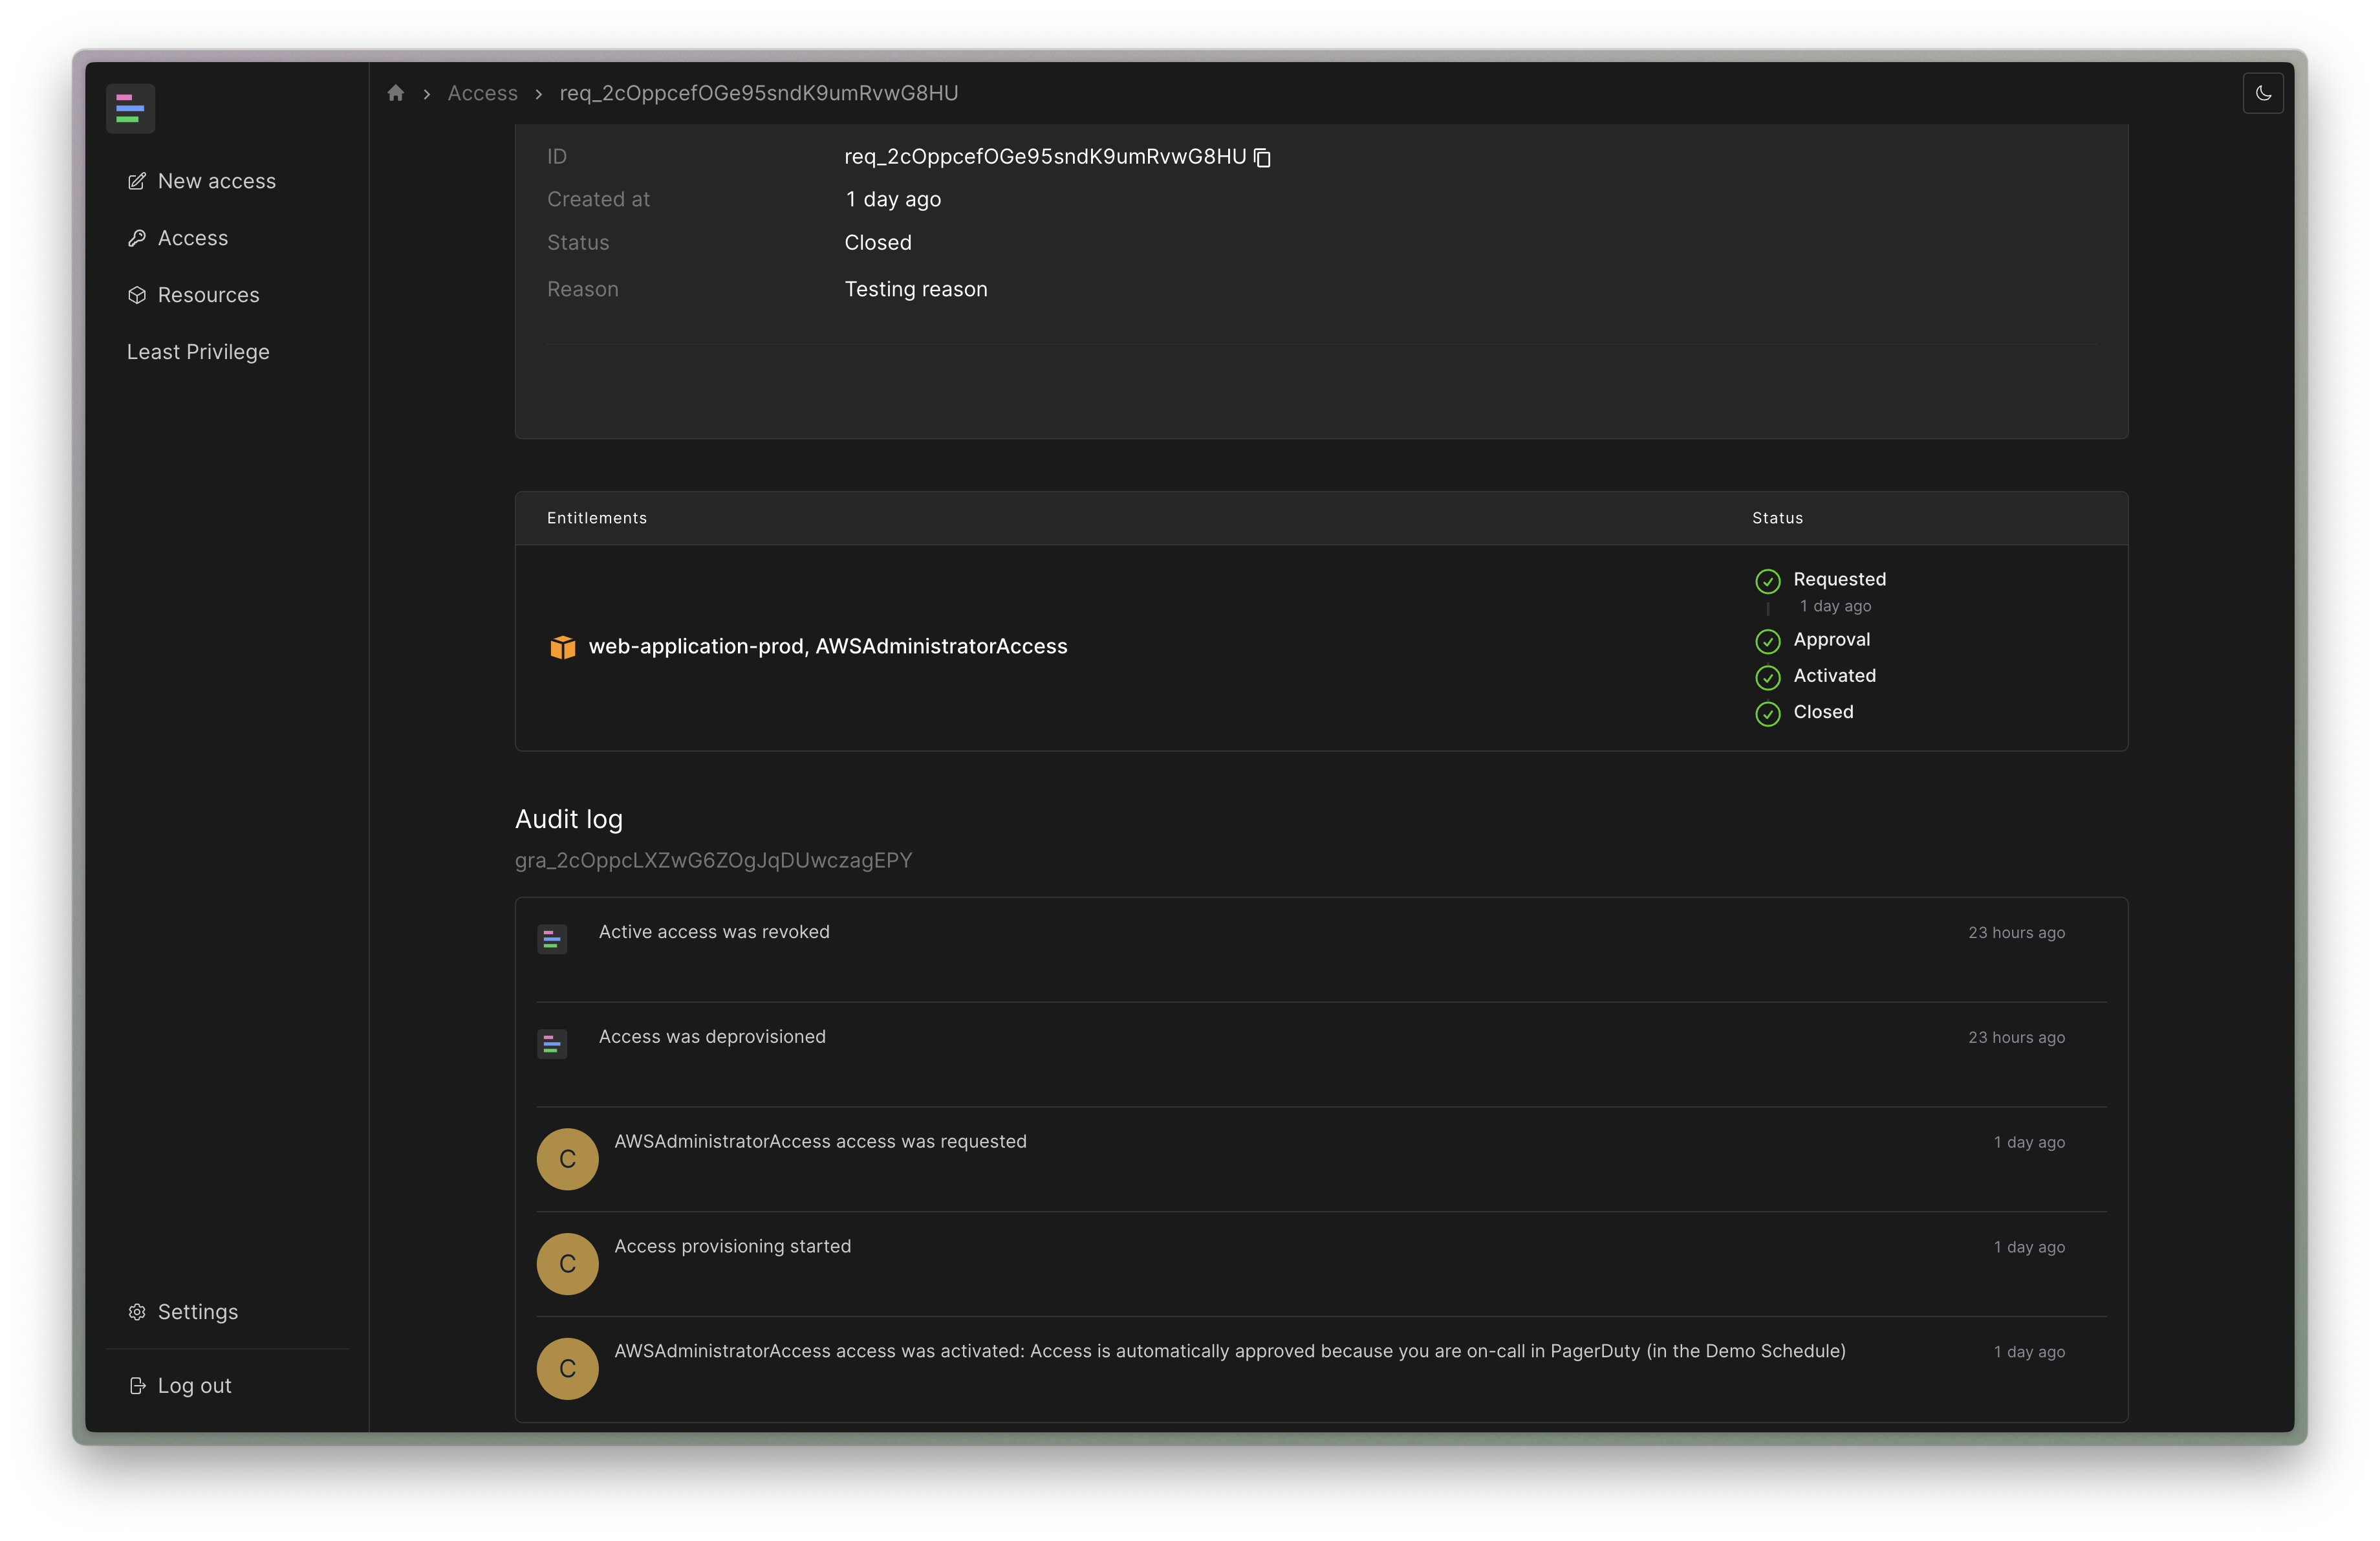 Access
req_2cOppcefOGe95sndK9umRvwG8HU
New access
Access
Resources
Least Privilege
Settings
Log out
ID
req_2cOppcefOGe95sndK9umRvwG8HU
Created at
1 day ago
Status
Closed
Reason
Testing reason
Entitlements
Status
web-application-prod, AWSAdministratorAccess
Requested
1 day ago
Approval
Activated
Closed
Audit log
gra_2cOppcLXZwG6ZOgJqDUwczagEPY
Active access was revoked
23 hours ago
Access was deprovisioned
23 hours ago
C
AWSAdministratorAccess access was requested
1 day ago
C
Access provisioning started
1 day ago
C
AWSAdministratorAccess access was activated: Access is automatically approved because you are on-call in PagerDuty (in the Demo Schedule)
1 day ago